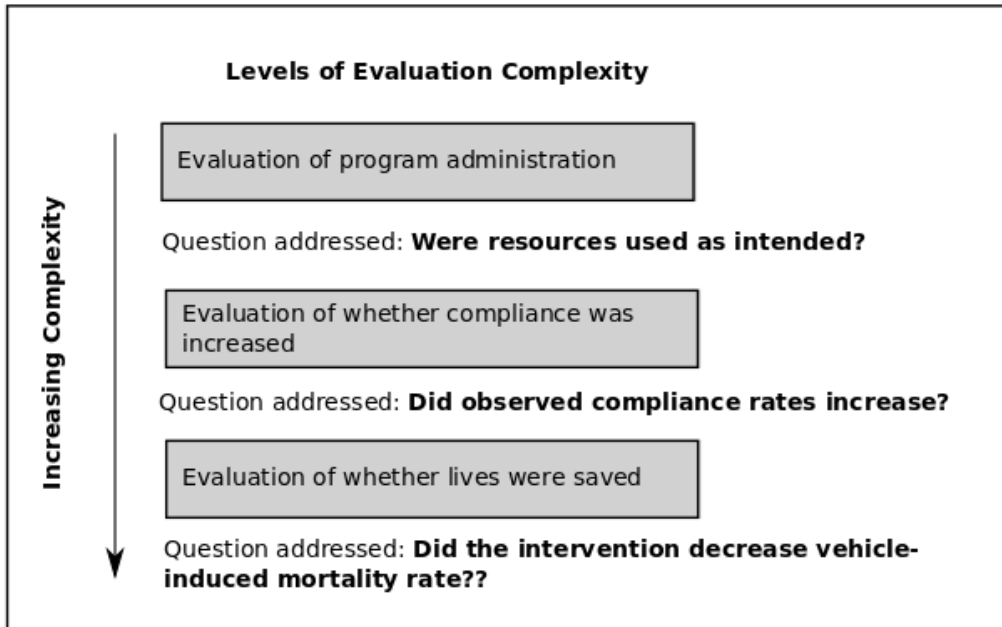 Levels of Evaluation Complexity
Increasing Complexity
Evaluation of program administration
Question addressed: Were resources used as intended?
Evaluation of whether compliance was
increased
Question addressed: Did observed compliance rates increase?
Evaluation of whether lives were saved
Question addressed: Did the intervention decrease vehicle-
induced mortality rate??